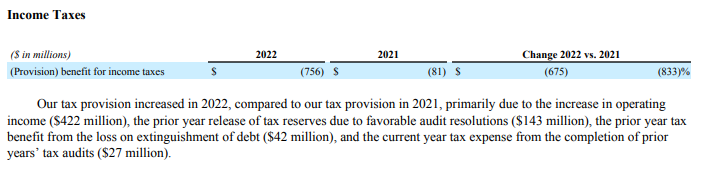 Income Taxes
($ in millions) 2022 2021 Change 2022 vs. 2021
(Provision) benefit for income taxes $ (756) $ (81) $ (675) (833)%
Our tax provision increased in 2022, compared to our tax provision in 2021, primarily due to the increase in operating
income ($422 million), the prior year release of tax reserves due to favorable audit resolutions ($143 million), the prior year tax
benefit from the loss on extinguishment of debt ($42 million), and the current year tax expense from the completion of prior
years’ tax audits ($27 million).